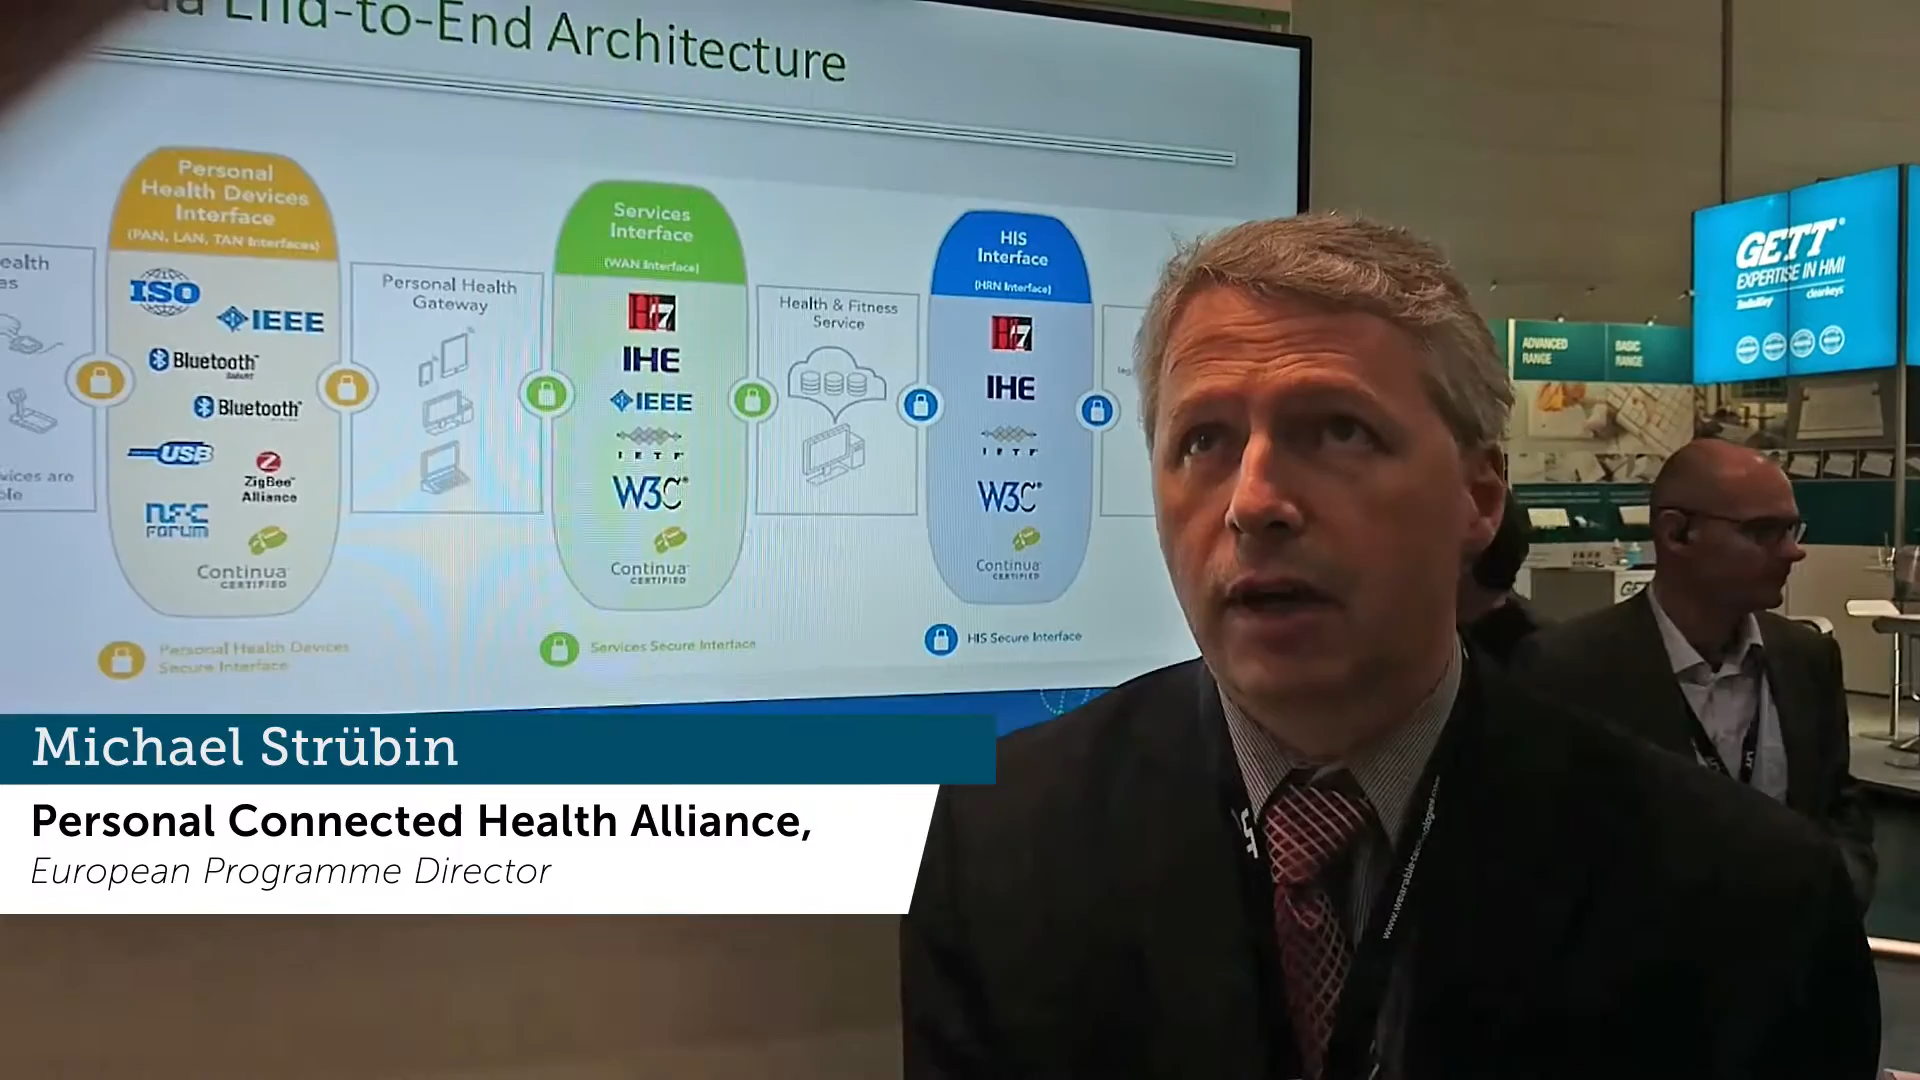 End-to-End Architecture
Personal
Health Devices
Interface
(PAN, LAN, TAN Interfaces)
ISO
IEEE
Bluetooth
SMART
Bluetooth
USB
ZigBee
Alliance
NFC
FORUM
Continua
CERTIFIED
Personal Health
Gateway
Services
Interface
(WAN Interface)
HL7
IHE
IEEE
IETF
W3C
Continua
CERTIFIED
Health & Fitness
Service
HIS
Interface
(HRN Interface)
HL7
IHE
IETF
W3C
Continua
CERTIFIED
Personal Health Devices
Secure Interface
Services Secure Interface
HIS Secure Interface
GETT
EXPERTISE IN HMI
cleankeys
ADVANCED
RANGE
BASIC
RANGE
Michael Strübin
Personal Connected Health Alliance,
European Programme Director